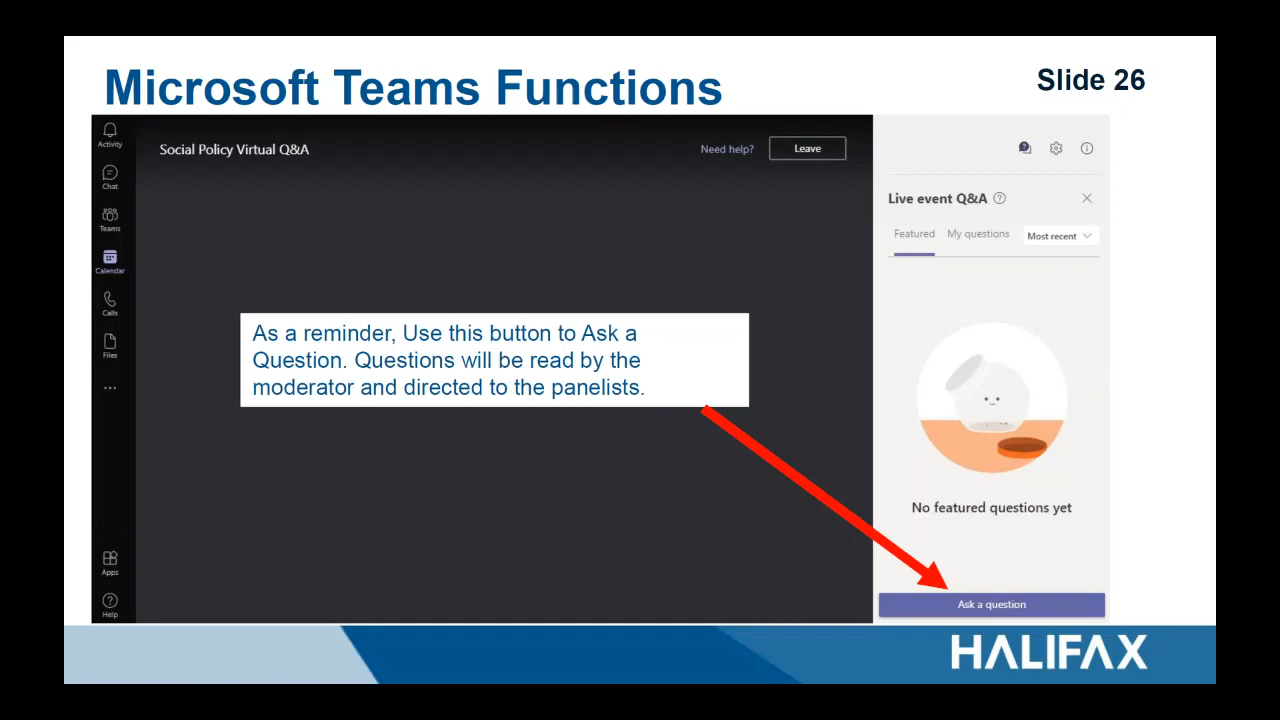 Microsoft Teams Functions
Slide 26
Activity
Chat
Teams
Calendar
Calls
Files
Apps
Help
Social Policy Virtual Q&A
Need help?
Leave
As a reminder, Use this button to Ask a
Question. Questions will be read by the
moderator and directed to the panelists.
Live event Q&A
Featured
My questions
Most recent
No featured questions yet
Ask a question
HALIFAX